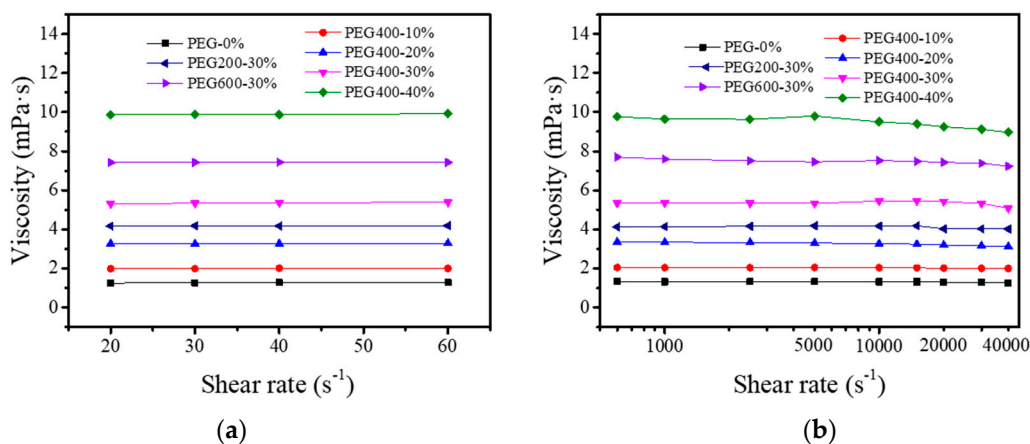 14
12
10
8
6
4
2
0
Viscosity (mPa·s)
PEG-0%
PEG200-30%
PEG600-30%
PEG400-10%
PEG400-20%
PEG400-30%
PEG400-40%
20 30 40 50 60
Shear rate (s⁻¹)
(a)
14
12
10
8
6
4
2
0
Viscosity (mPa·s)
PEG-0%
PEG200-30%
PEG600-30%
PEG400-10%
PEG400-20%
PEG400-30%
PEG400-40%
1000 5000 10000 20000 40000
Shear rate (s⁻¹)
(b)